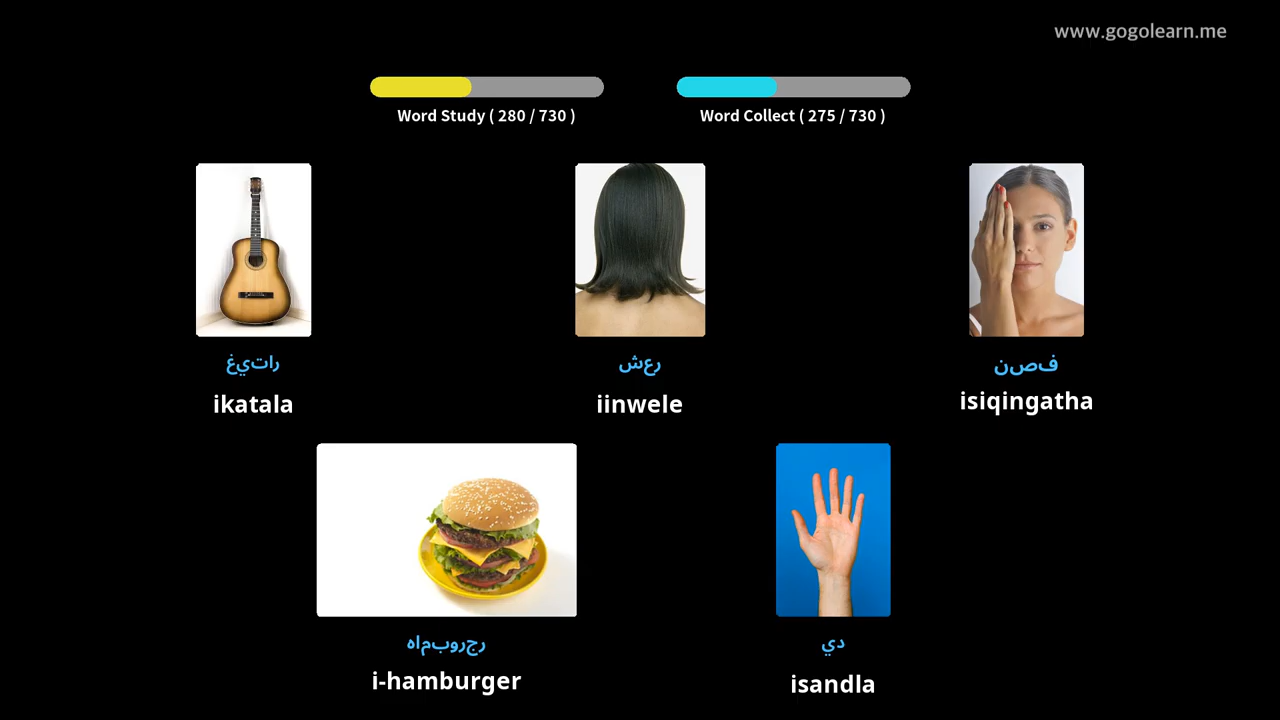 www.gogolearn.me
Word Study ( 280 / 730 )
Word Collect ( 275 / 730 )
غيتار
ikatala
شعر
iinwele
نصف
isiqingatha
هامبورجر
i-hamburger
يد
isandla